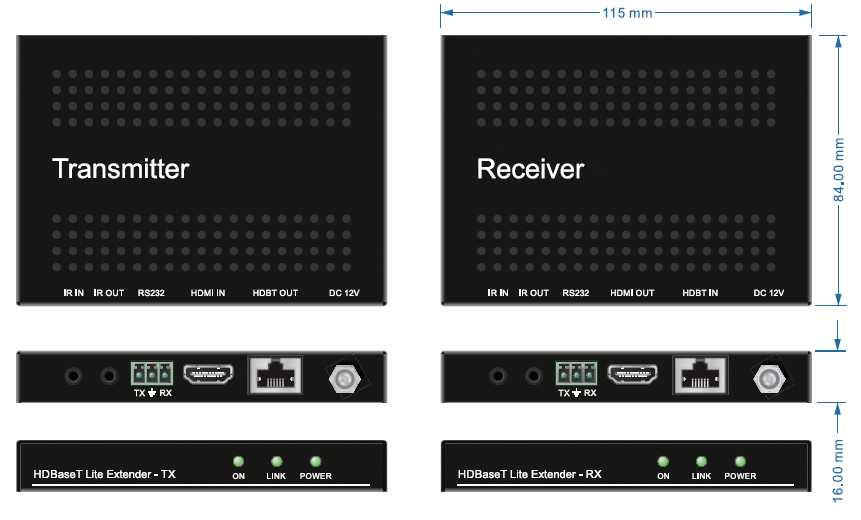 115 mm
Transmitter
Receiver
84.00 mm
IR IN IR OUT RS232 HDMI IN HDBT OUT DC 12V
IR IN IR OUT RS232 HDMI OUT HDBT IN DC 12V
TX RX
TX RX
HDBaseT Lite Extender - TX
ON LINK POWER
HDBaseT Lite Extender - RX
ON LINK POWER
16.00 mm